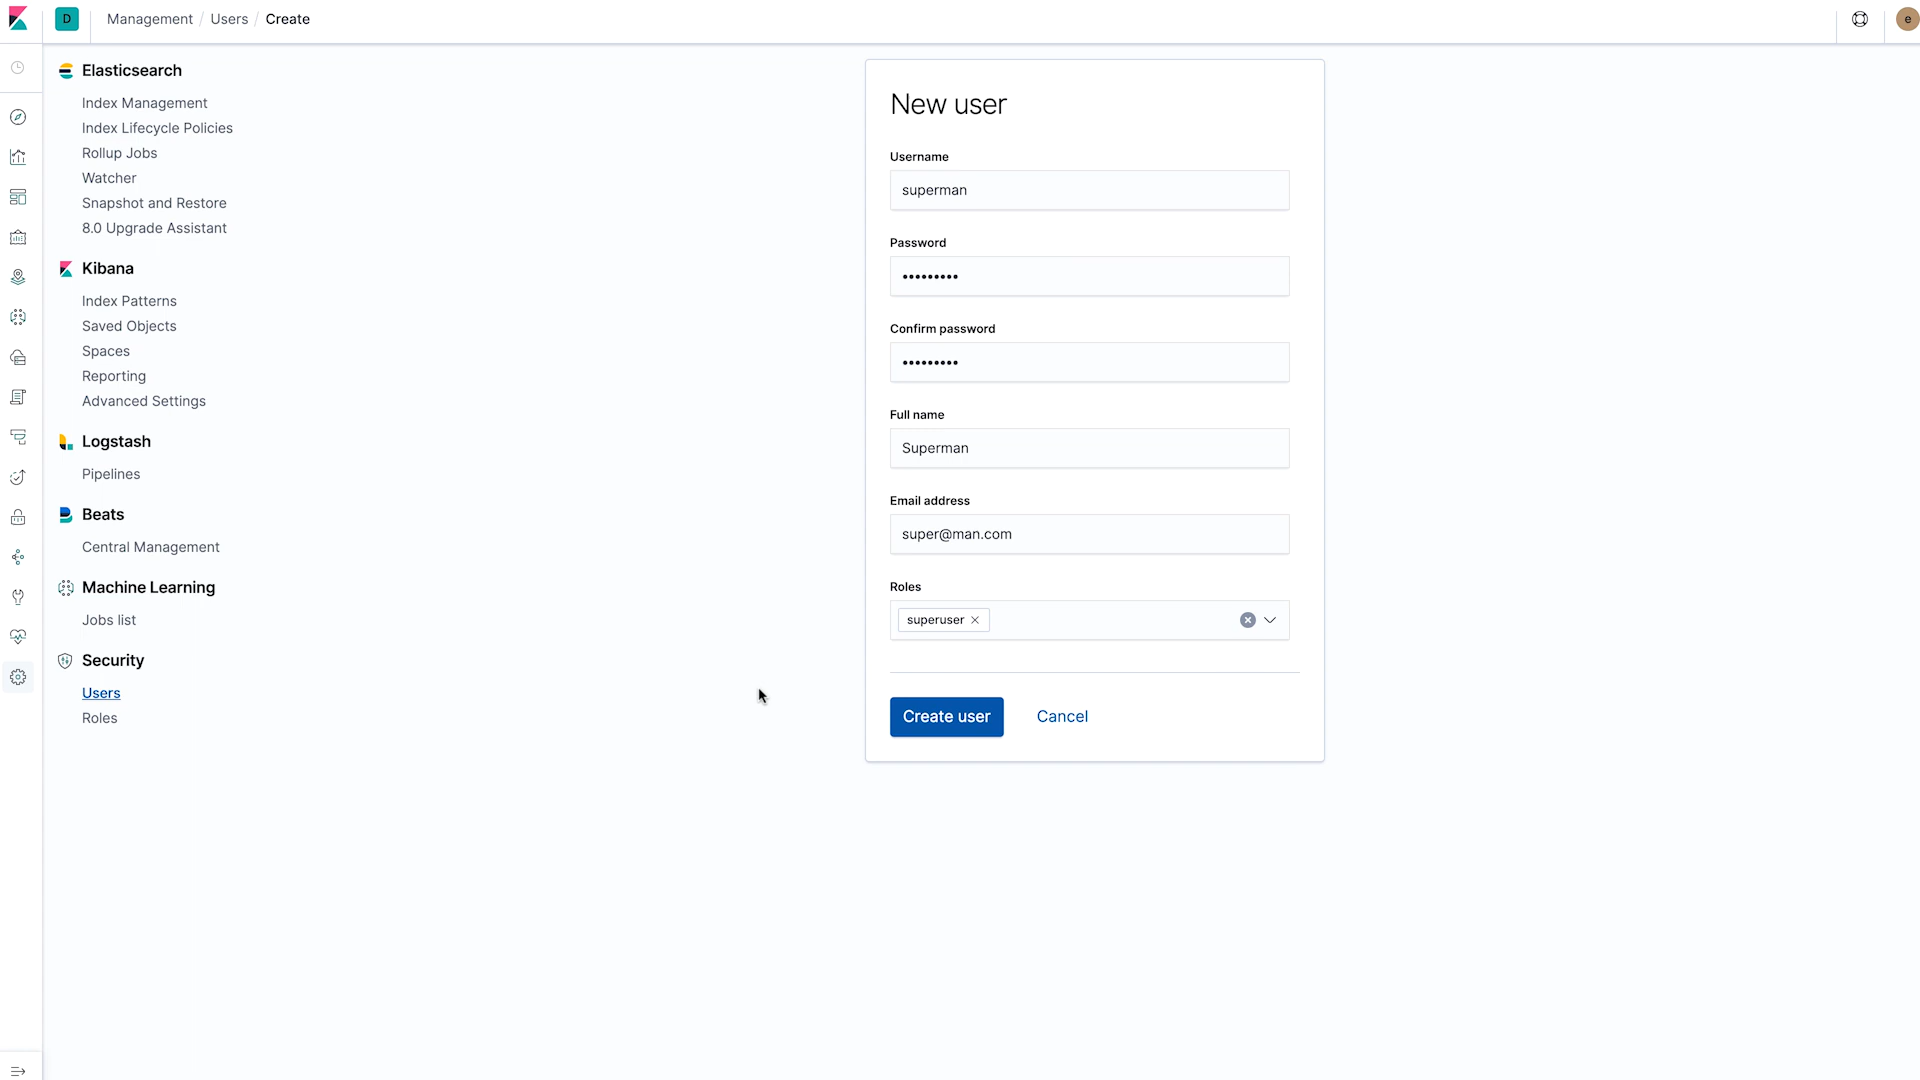 D Management / Users / Create e
Elasticsearch
Index Management
Index Lifecycle Policies
Rollup Jobs
Watcher
Snapshot and Restore
8.0 Upgrade Assistant
Kibana
Index Patterns
Saved Objects
Spaces
Reporting
Advanced Settings
Logstash
Pipelines
Beats
Central Management
Machine Learning
Jobs list
Security
Users
Roles
New user
Username
superman
Password
•••••••••
Confirm password
•••••••••
Full name
Superman
Email address
super@man.com
Roles
superuser
Create user Cancel